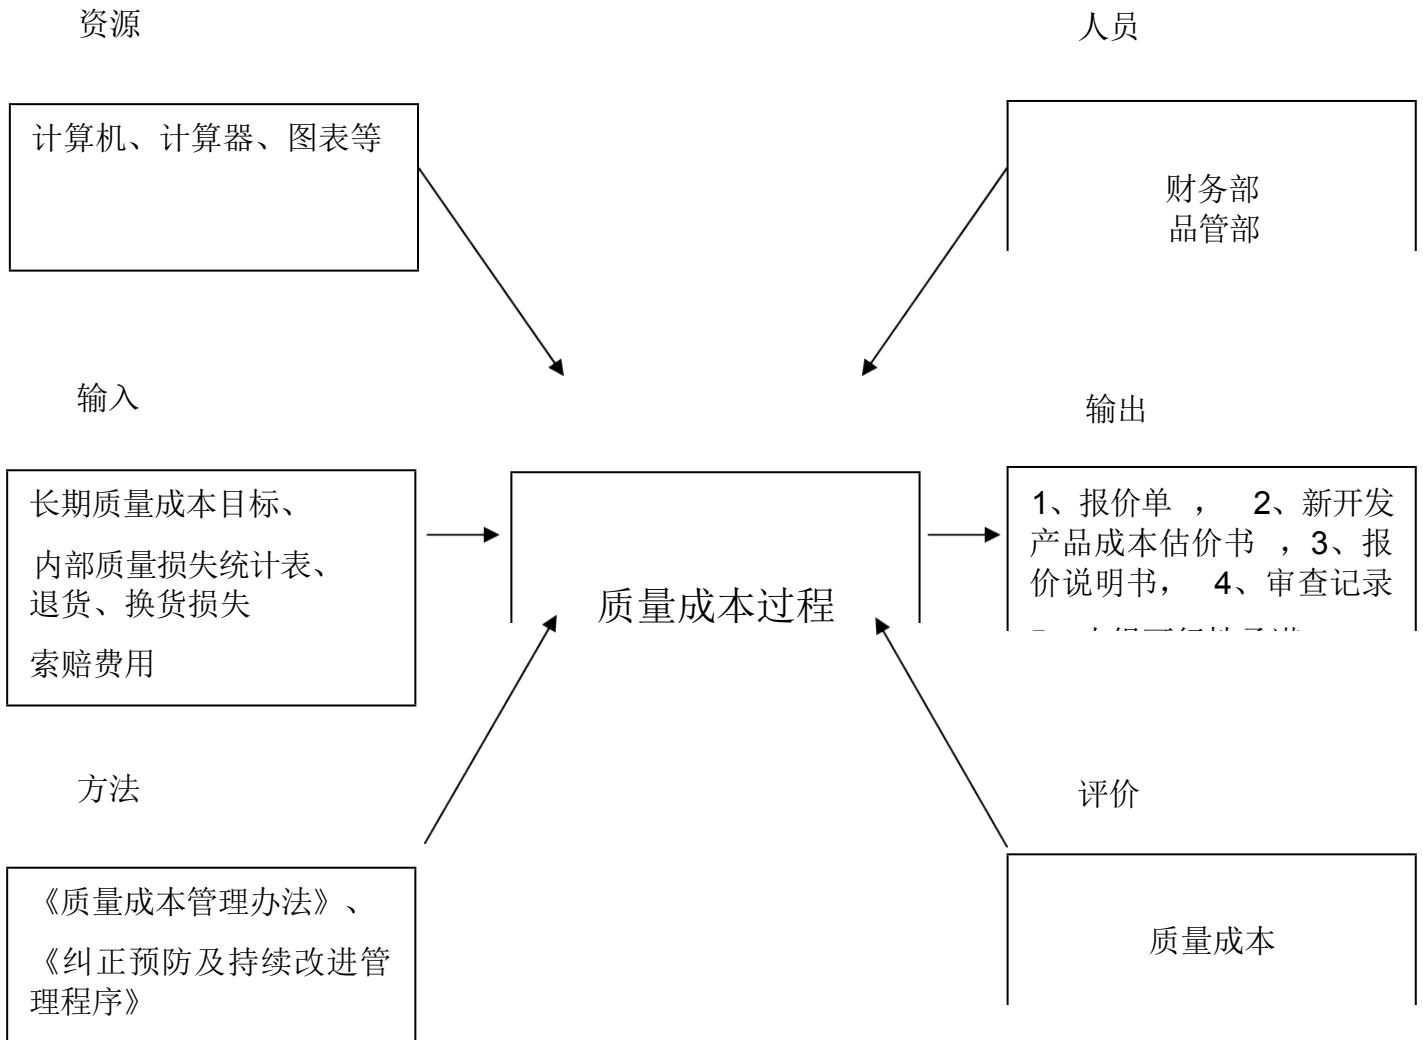 资源
人员
计算机、计算器、图表等
财务部
品管部
输入
输出
长期质量成本目标、
内部质量损失统计表、
退货、换货损失
索赔费用
质量成本过程
1、报价单 ， 2、新开发
产品成本估价书 ，3、报
价说明书， 4、审查记录
方法
评价
《质量成本管理办法》、
《纠正预防及持续改进管
理程序》
质量成本